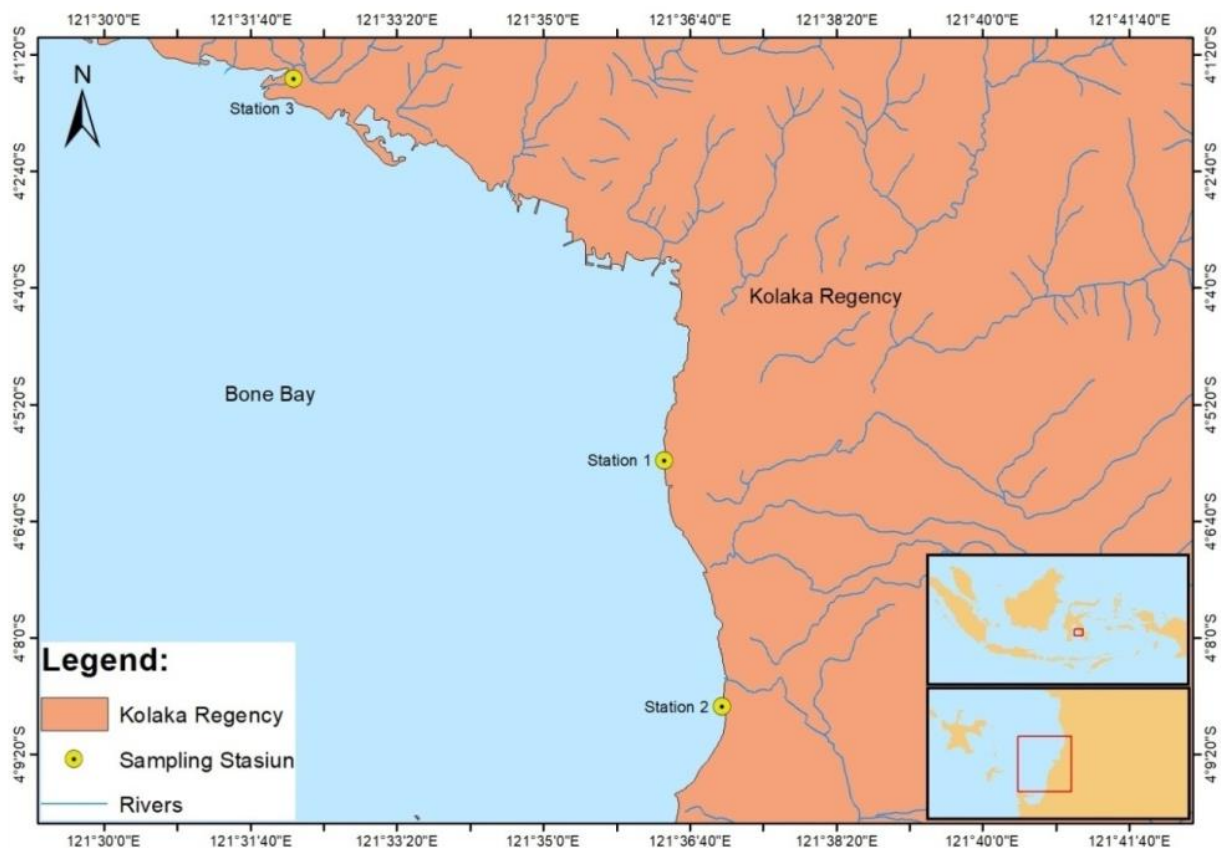 121°30'0"E 121°31'40"E 121°33'20"E 121°35'0"E 121°36'40"E 121°38'20"E 121°40'0"E 121°41'40"E
4°1'20"S 4°1'20"S
N
Station 3
4°2'40"S 4°2'40"S
4°4'0"S 4°4'0"S
Kolaka Regency
Bone Bay
4°5'20"S 4°5'20"S
Station 1
4°6'40"S 4°6'40"S
4°8'0"S 4°8'0"S
Station 2
4°9'20"S 4°9'20"S
Legend:
Kolaka Regency
Sampling Stasiun
Rivers
121°30'0"E 121°31'40"E 121°33'20"E 121°35'0"E 121°36'40"E 121°38'20"E 121°40'0"E 121°41'40"E